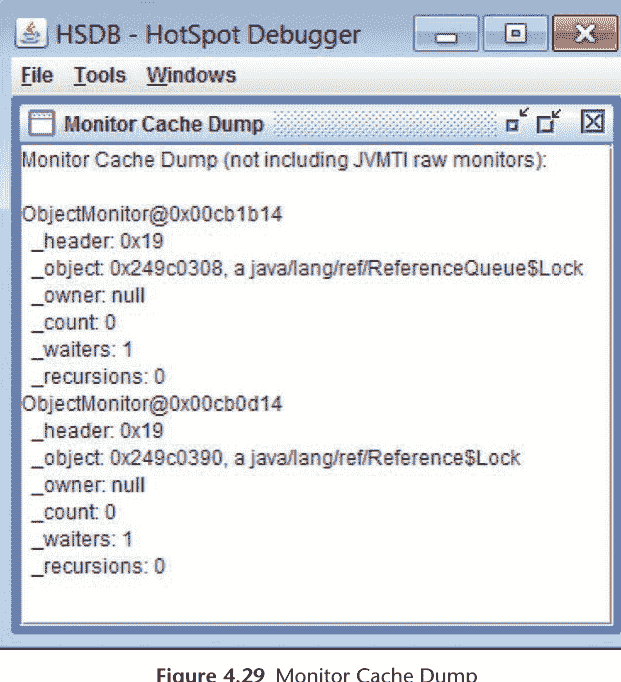 HSDB - HotSpot Debugger
File Tools Windows
Monitor Cache Dump
Monitor Cache Dump (not including JVMTI raw monitors):
ObjectMonitor@0x00cb1b14
_header: 0x19
_object: 0x249c0308, a java/lang/ref/ReferenceQueue$Lock
_owner: null
_count: 0
_waiters: 1
_recursions: 0
ObjectMonitor@0x00cb0d14
_header: 0x19
_object: 0x249c0390, a java/lang/ref/Reference$Lock
_owner: null
_count: 0
_waiters: 1
_recursions: 0
Figure 4.29 Monitor Cache Dump